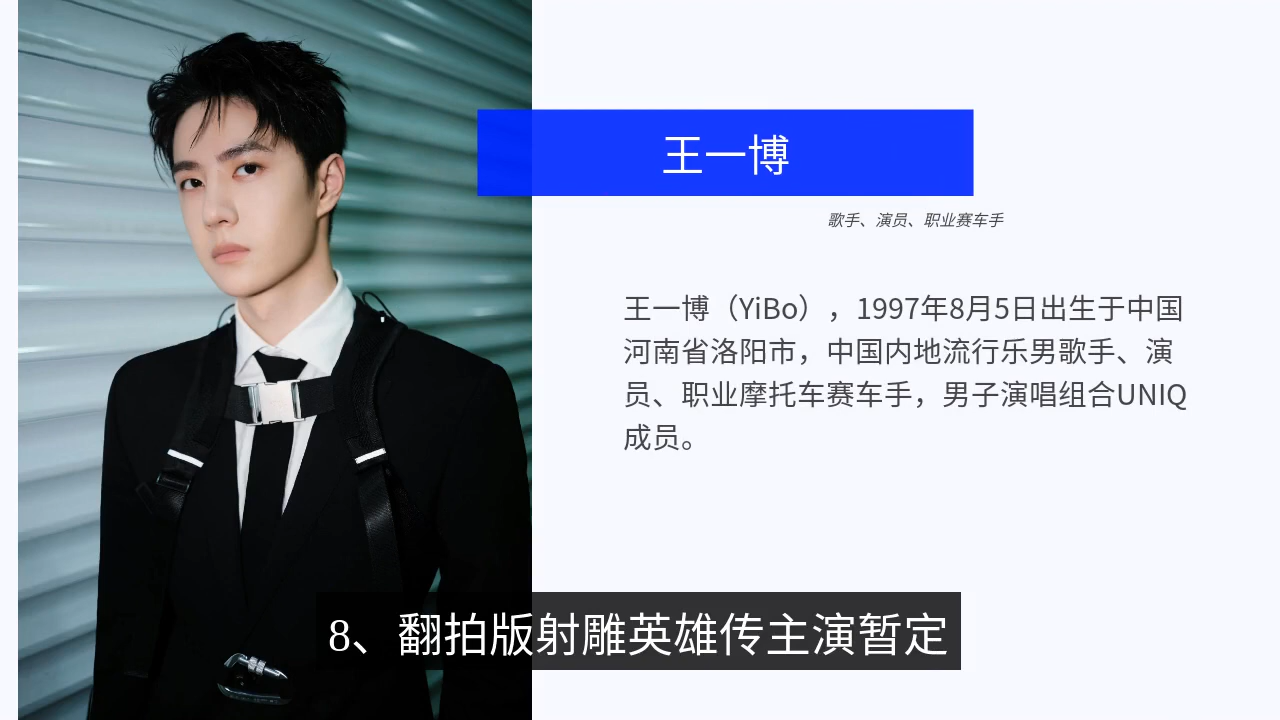 王一博
歌手、演员、职业赛车手
王一博（YiBo），1997年8月5日出生于中国
河南省洛阳市，中国内地流行乐男歌手、演
员、职业摩托车赛车手，男子演唱组合UNIQ
成员。
8、翻拍版射雕英雄传主演暂定